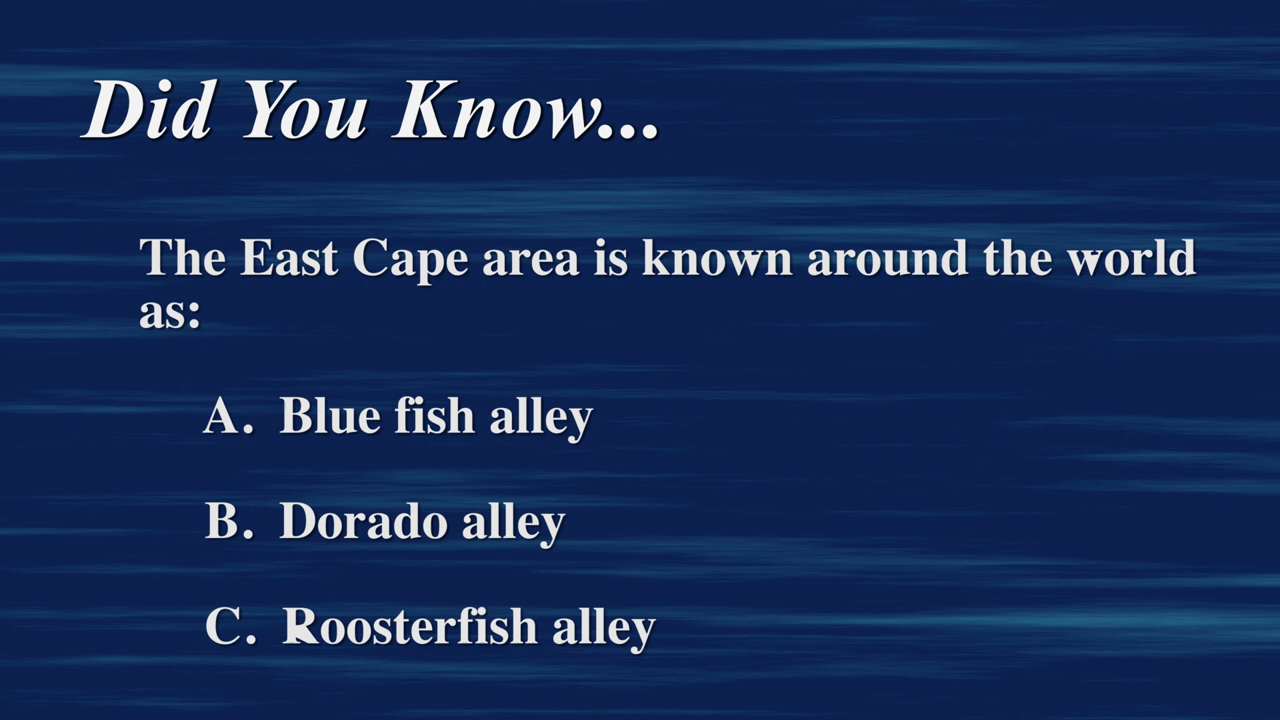 Did You Know...
The East Cape area is known around the world
as:
A. Blue fish alley
B. Dorado alley
C. Roosterfish alley